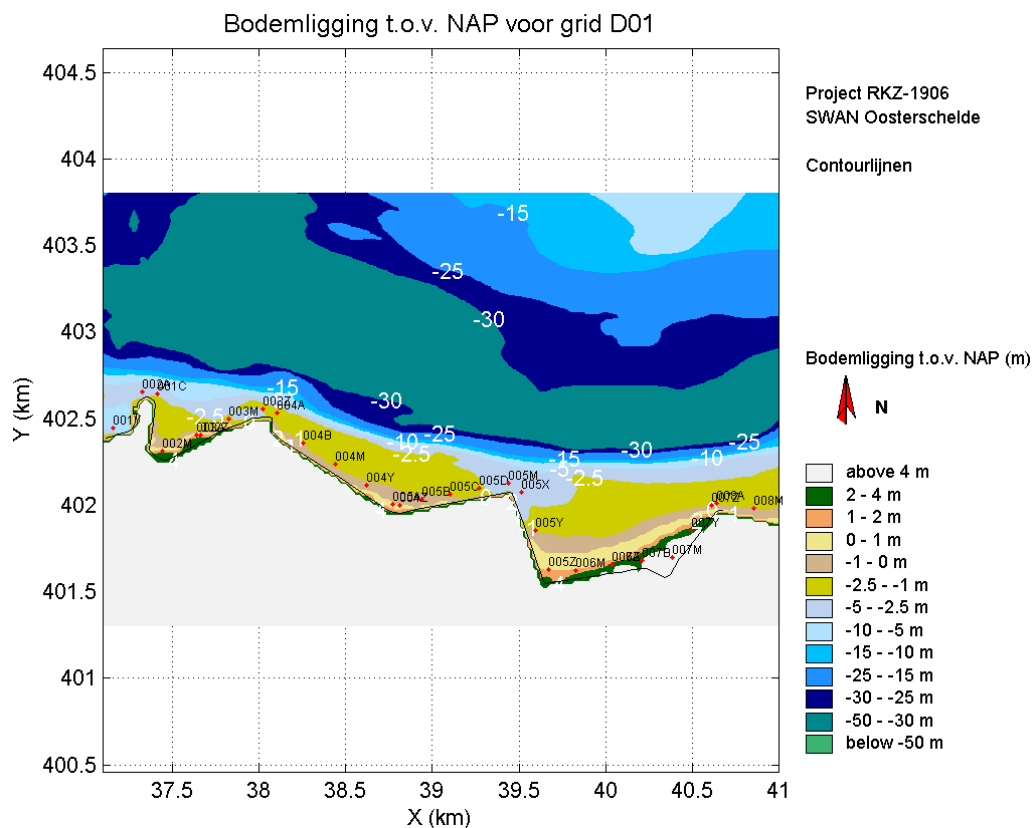 Bodemligging t.o.v. NAP voor grid D01
Project RKZ-1906
SWAN Oosterschelde
Contourlijnen
Bodemligging t.o.v. NAP (m)
N
above 4 m
2 - 4 m
1 - 2 m
0 - 1 m
-1 - 0 m
-2.5 - -1 m
-5 - -2.5 m
-10 - -5 m
-15 - -10 m
-25 - -15 m
-30 - -25 m
-50 - -30 m
below -50 m
Y (km)
404.5
404
403.5
403
402.5
402
401.5
401
400.5
37.5
38
38.5
39
39.5
40
40.5
41
X (km)
-15
-25
-30
-15
-30
-10
-25
-2.5
-2.5
-15
-5
-2.5
-30
-10
-25
002A
001C
002M
003M
004A
004B
004M
004Y
005B
005C
005D
005M
005X
005Y
005Z
006M
007B
007M
007Y
008M